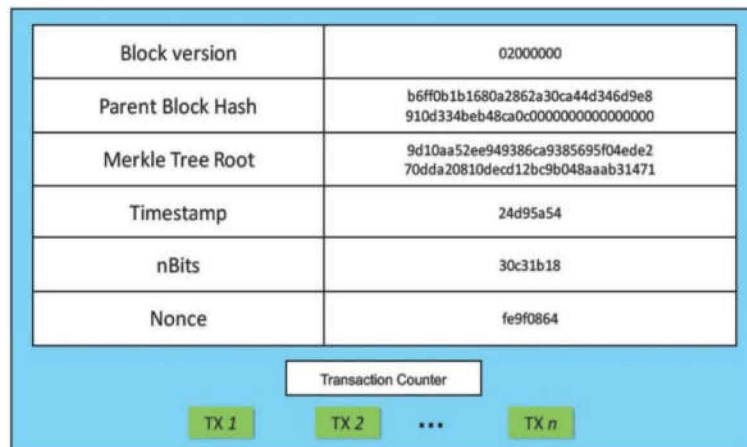 Block version 02000000
Parent Block Hash b6ff0b1b1680a2862a30ca44d346d9e8
910d334beb48ca0c0000000000000000
Merkle Tree Root 9d10aa52ee949386ca9385695f04ede2
70dda20810decd12bc9b048aaab31471
Timestamp 24d95a54
nBits 30c31b18
Nonce fe9f0864
Transaction Counter
TX 1 TX 2 ••• TX n